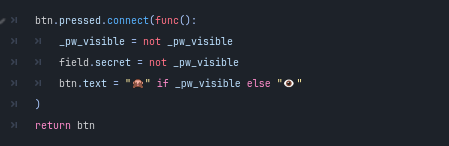 btn.pressed.connect(func():
_pw_visible = not _pw_visible
field.secret = not _pw_visible
btn.text = "🙈" if _pw_visible else "👁"
)
return btn